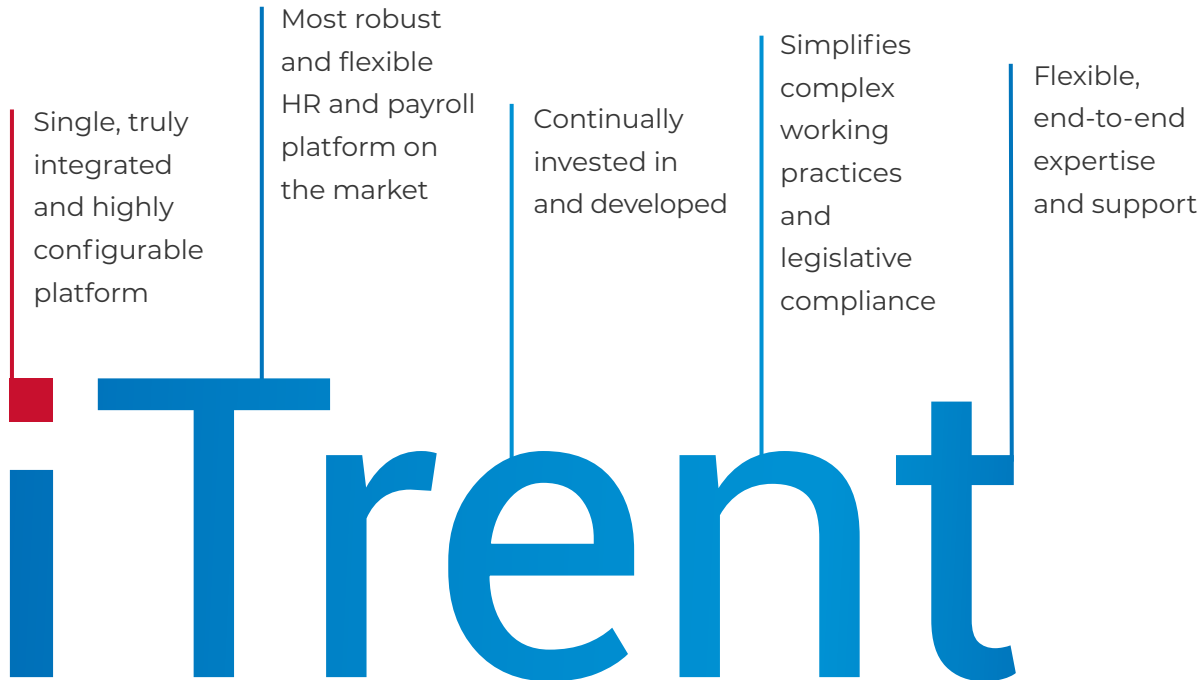 Single, truly
integrated
and highly
configurable
platform
Most robust
and flexible
HR and payroll
platform on
the market
Continually
invested in
and developed
Simplifies
complex
working
practices
and
legislative
compliance
Flexible,
end-to-end
expertise
and support
iTrent